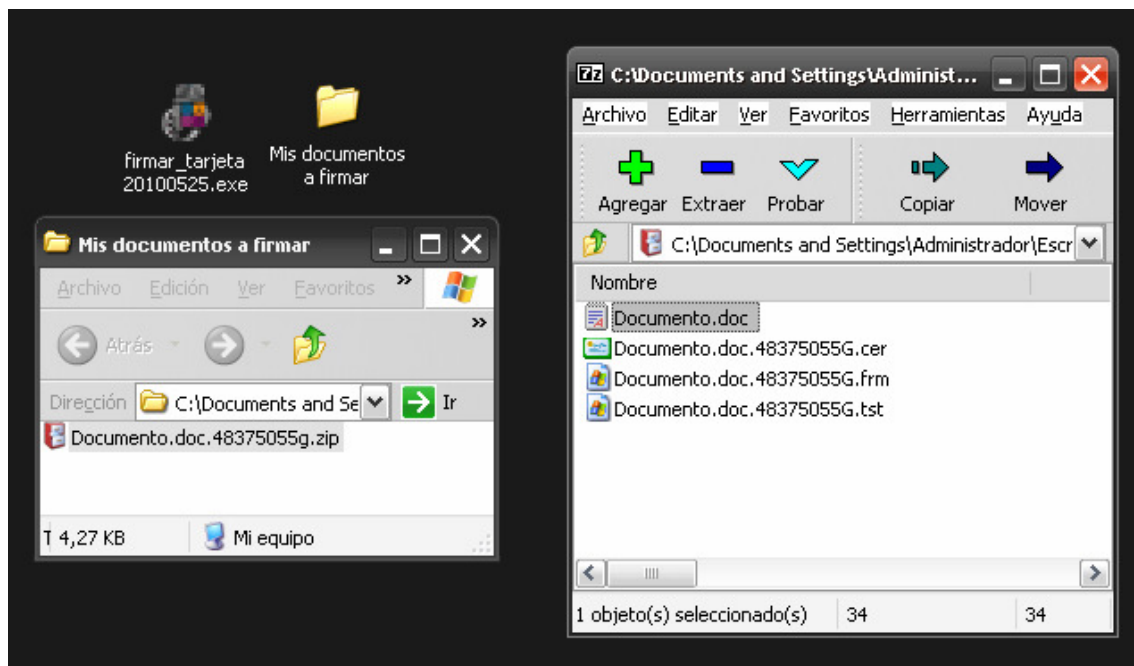 firmar_tarjeta
20100525.exe
Mis documentos
a firmar
Mis documentos a firmar
Archivo Edición Ver Favoritos »
Atrás »
Dirección C:\Documents and Se Ir
Documento.doc.48375055g.zip
T 4,27 KB Mi equipo
7z C:\Documents and Settings\Administ...
Archivo Editar Ver Favoritos Herramientas Ayuda
Agregar Extraer Probar Copiar Mover
C:\Documents and Settings\Administrador\Escr
Nombre
Documento.doc
Documento.doc.48375055G.cer
Documento.doc.48375055G.frm
Documento.doc.48375055G.tst
1 objeto(s) seleccionado(s) 34 34